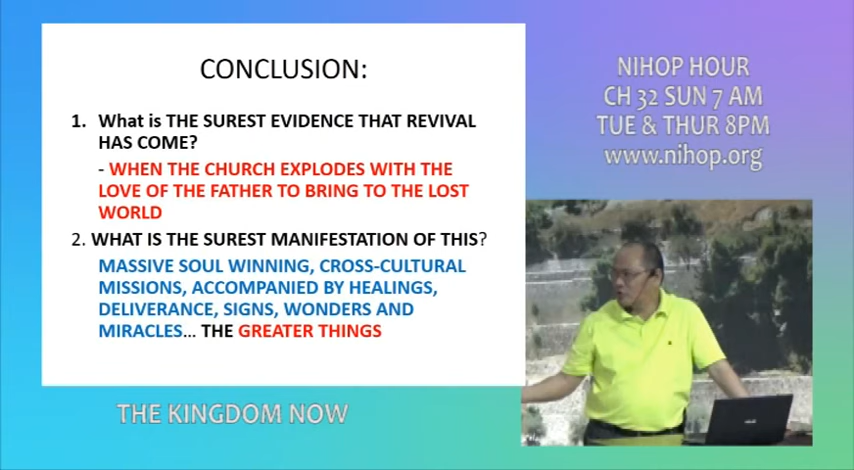 CONCLUSION:
1. What is THE SUREST EVIDENCE THAT REVIVAL
HAS COME?
- WHEN THE CHURCH EXPLODES WITH THE
LOVE OF THE FATHER TO BRING TO THE LOST
WORLD
2. WHAT IS THE SUREST MANIFESTATION OF THIS?
MASSIVE SOUL WINNING, CROSS-CULTURAL
MISSIONS, ACCOMPANIED BY HEALINGS,
DELIVERANCE, SIGNS, WONDERS AND
MIRACLES... THE GREATER THINGS
NIHOP HOUR
CH 32 SUN 7 AM
TUE & THUR 8PM
www.nihop.org
THE KINGDOM NOW